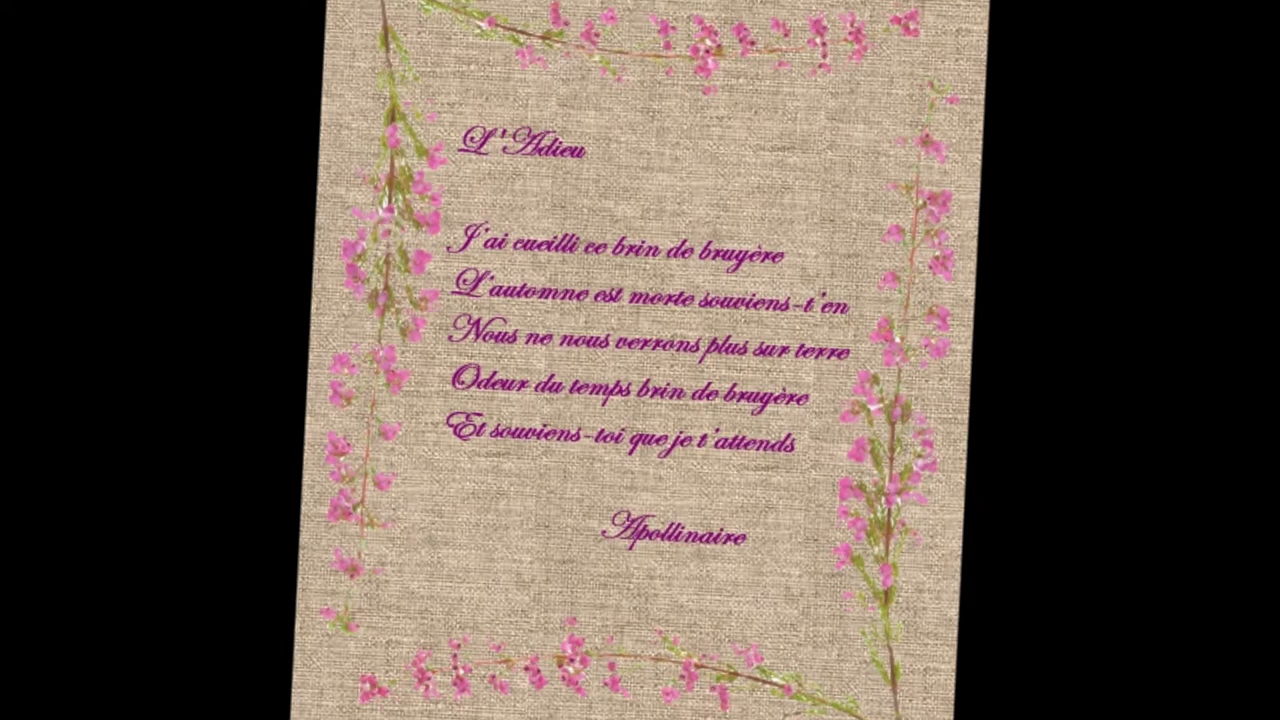 L'Adieu
J'ai cueilli ce brin de bruyère
L'automne est morte souviens-t'en
Nous ne nous verrons plus sur terre
Odeur du temps brin de bruyère
Et souviens-toi que je t'attends
Apollinaire